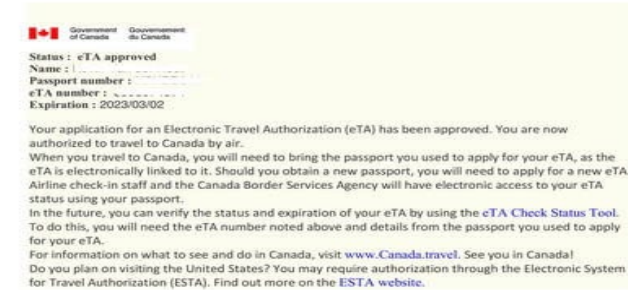 Government Gouvernement
of Canada du Canada
Status : eTA approved
Name :
Passport number :
eTA number :
Expiration : 2023/03/02
Your application for an Electronic Travel Authorization (eTA) has been approved. You are now
authorized to travel to Canada by air.
When you travel to Canada, you will need to bring the passport you used to apply for your eTA, as the
eTA is electronically linked to it. Should you obtain a new passport, you will need to apply for a new eTA
Airline check-in staff and the Canada Border Services Agency will have electronic access to your eTA
status using your passport.
In the future, you can verify the status and expiration of your eTA by using the eTA Check Status Tool.
To do this, you will need the eTA number noted above and details from the passport you used to apply
for your eTA.
For information on what to see and do in Canada, visit www.Canada.travel. See you in Canada!
Do you plan on visiting the United States? You may require authorization through the Electronic System
for Travel Authorization (ESTA). Find out more on the ESTA website.